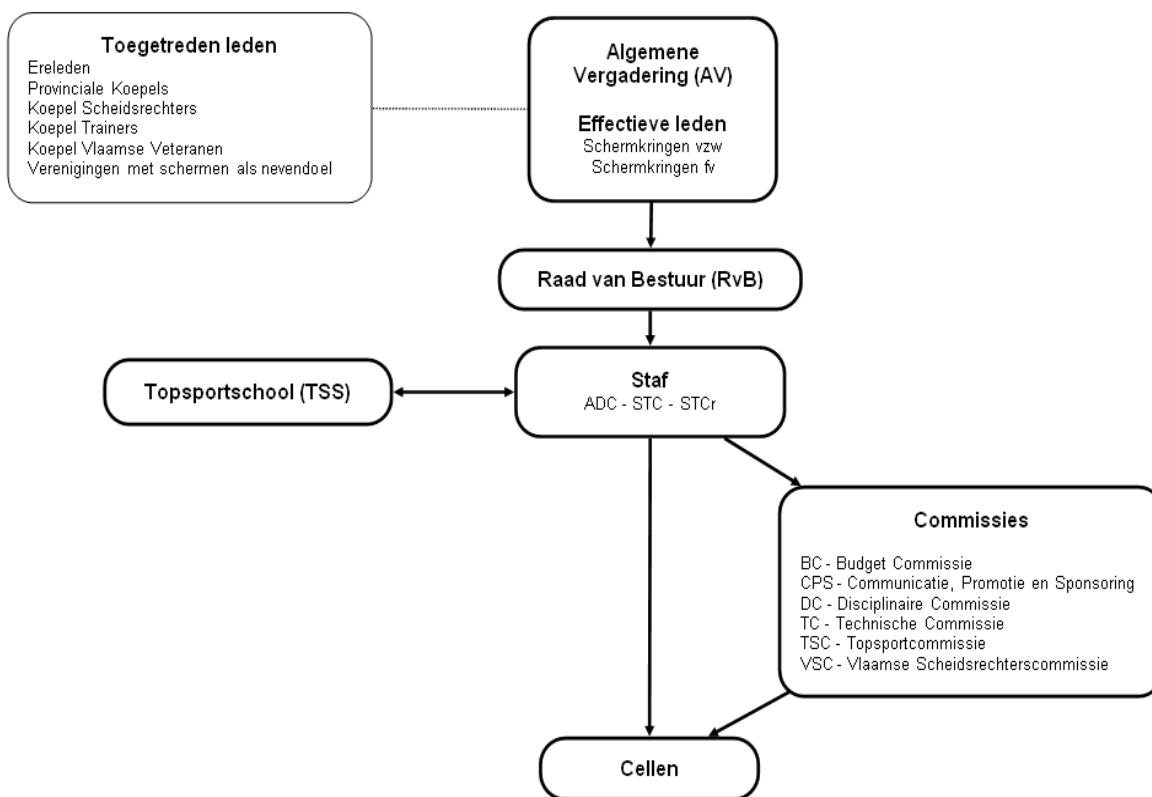 Toegetreden leden
Ereleden
Provinciale Koepels
Koepel Scheidsrechters
Koepel Trainers
Koepel Vlaamse Veteranen
Verenigingen met schermen als nevendoel
Algemene
Vergadering (AV)
Effectieve leden
Schermkringen vzw
Schermkringen fv
Raad van Bestuur (RvB)
Topsportschool (TSS)
Staf
ADC - STC - STCr
Commissies
BC - Budget Commissie
CPS - Communicatie, Promotie en Sponsoring
DC - Disciplinaire Commissie
TC - Technische Commissie
TSC - Topsportcommissie
VSC - Vlaamse Scheidsrechterscommissie
Cellen